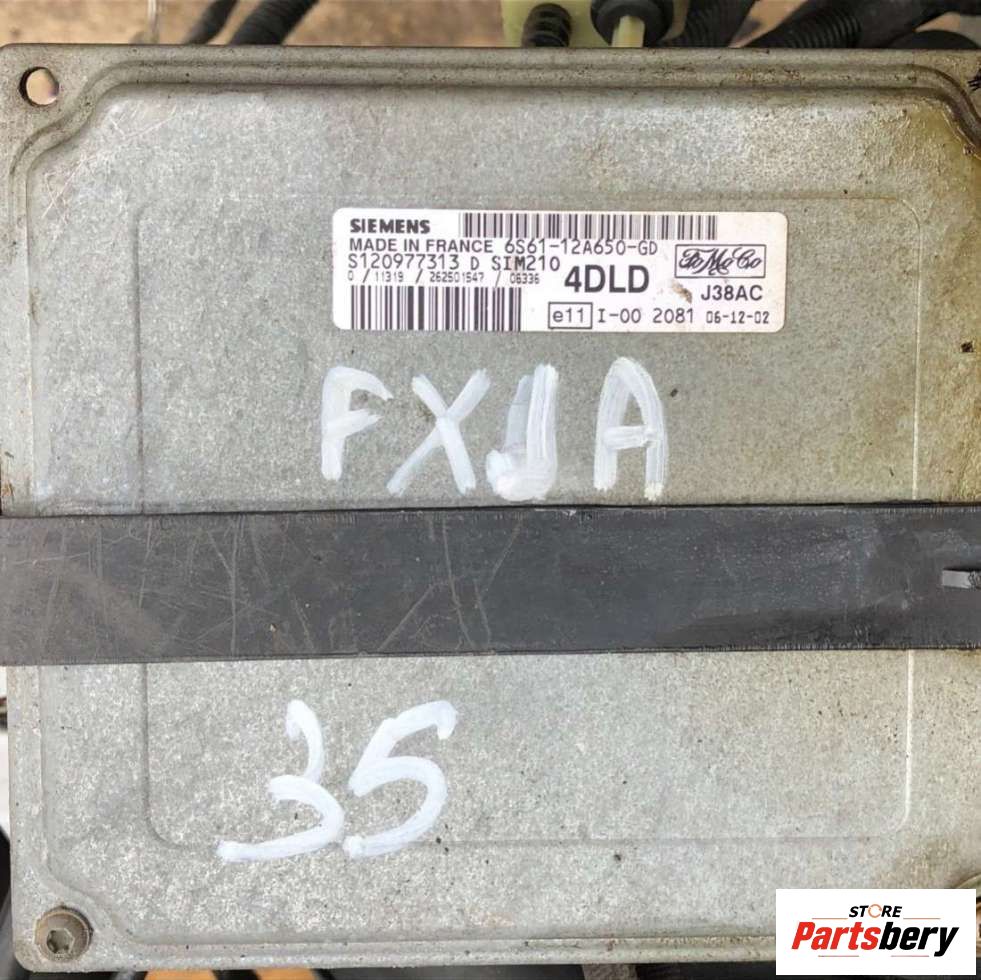 SIEMENS
MADE IN FRANCE 6S61-12A650-GD
S120977313 D SIM210
0 / 11319 / 262501547 / 06336
4DLD
FoMoCo
J38AC
e11 I-00 2081 06-12-02
FXJA
35
STORE
Partsbery